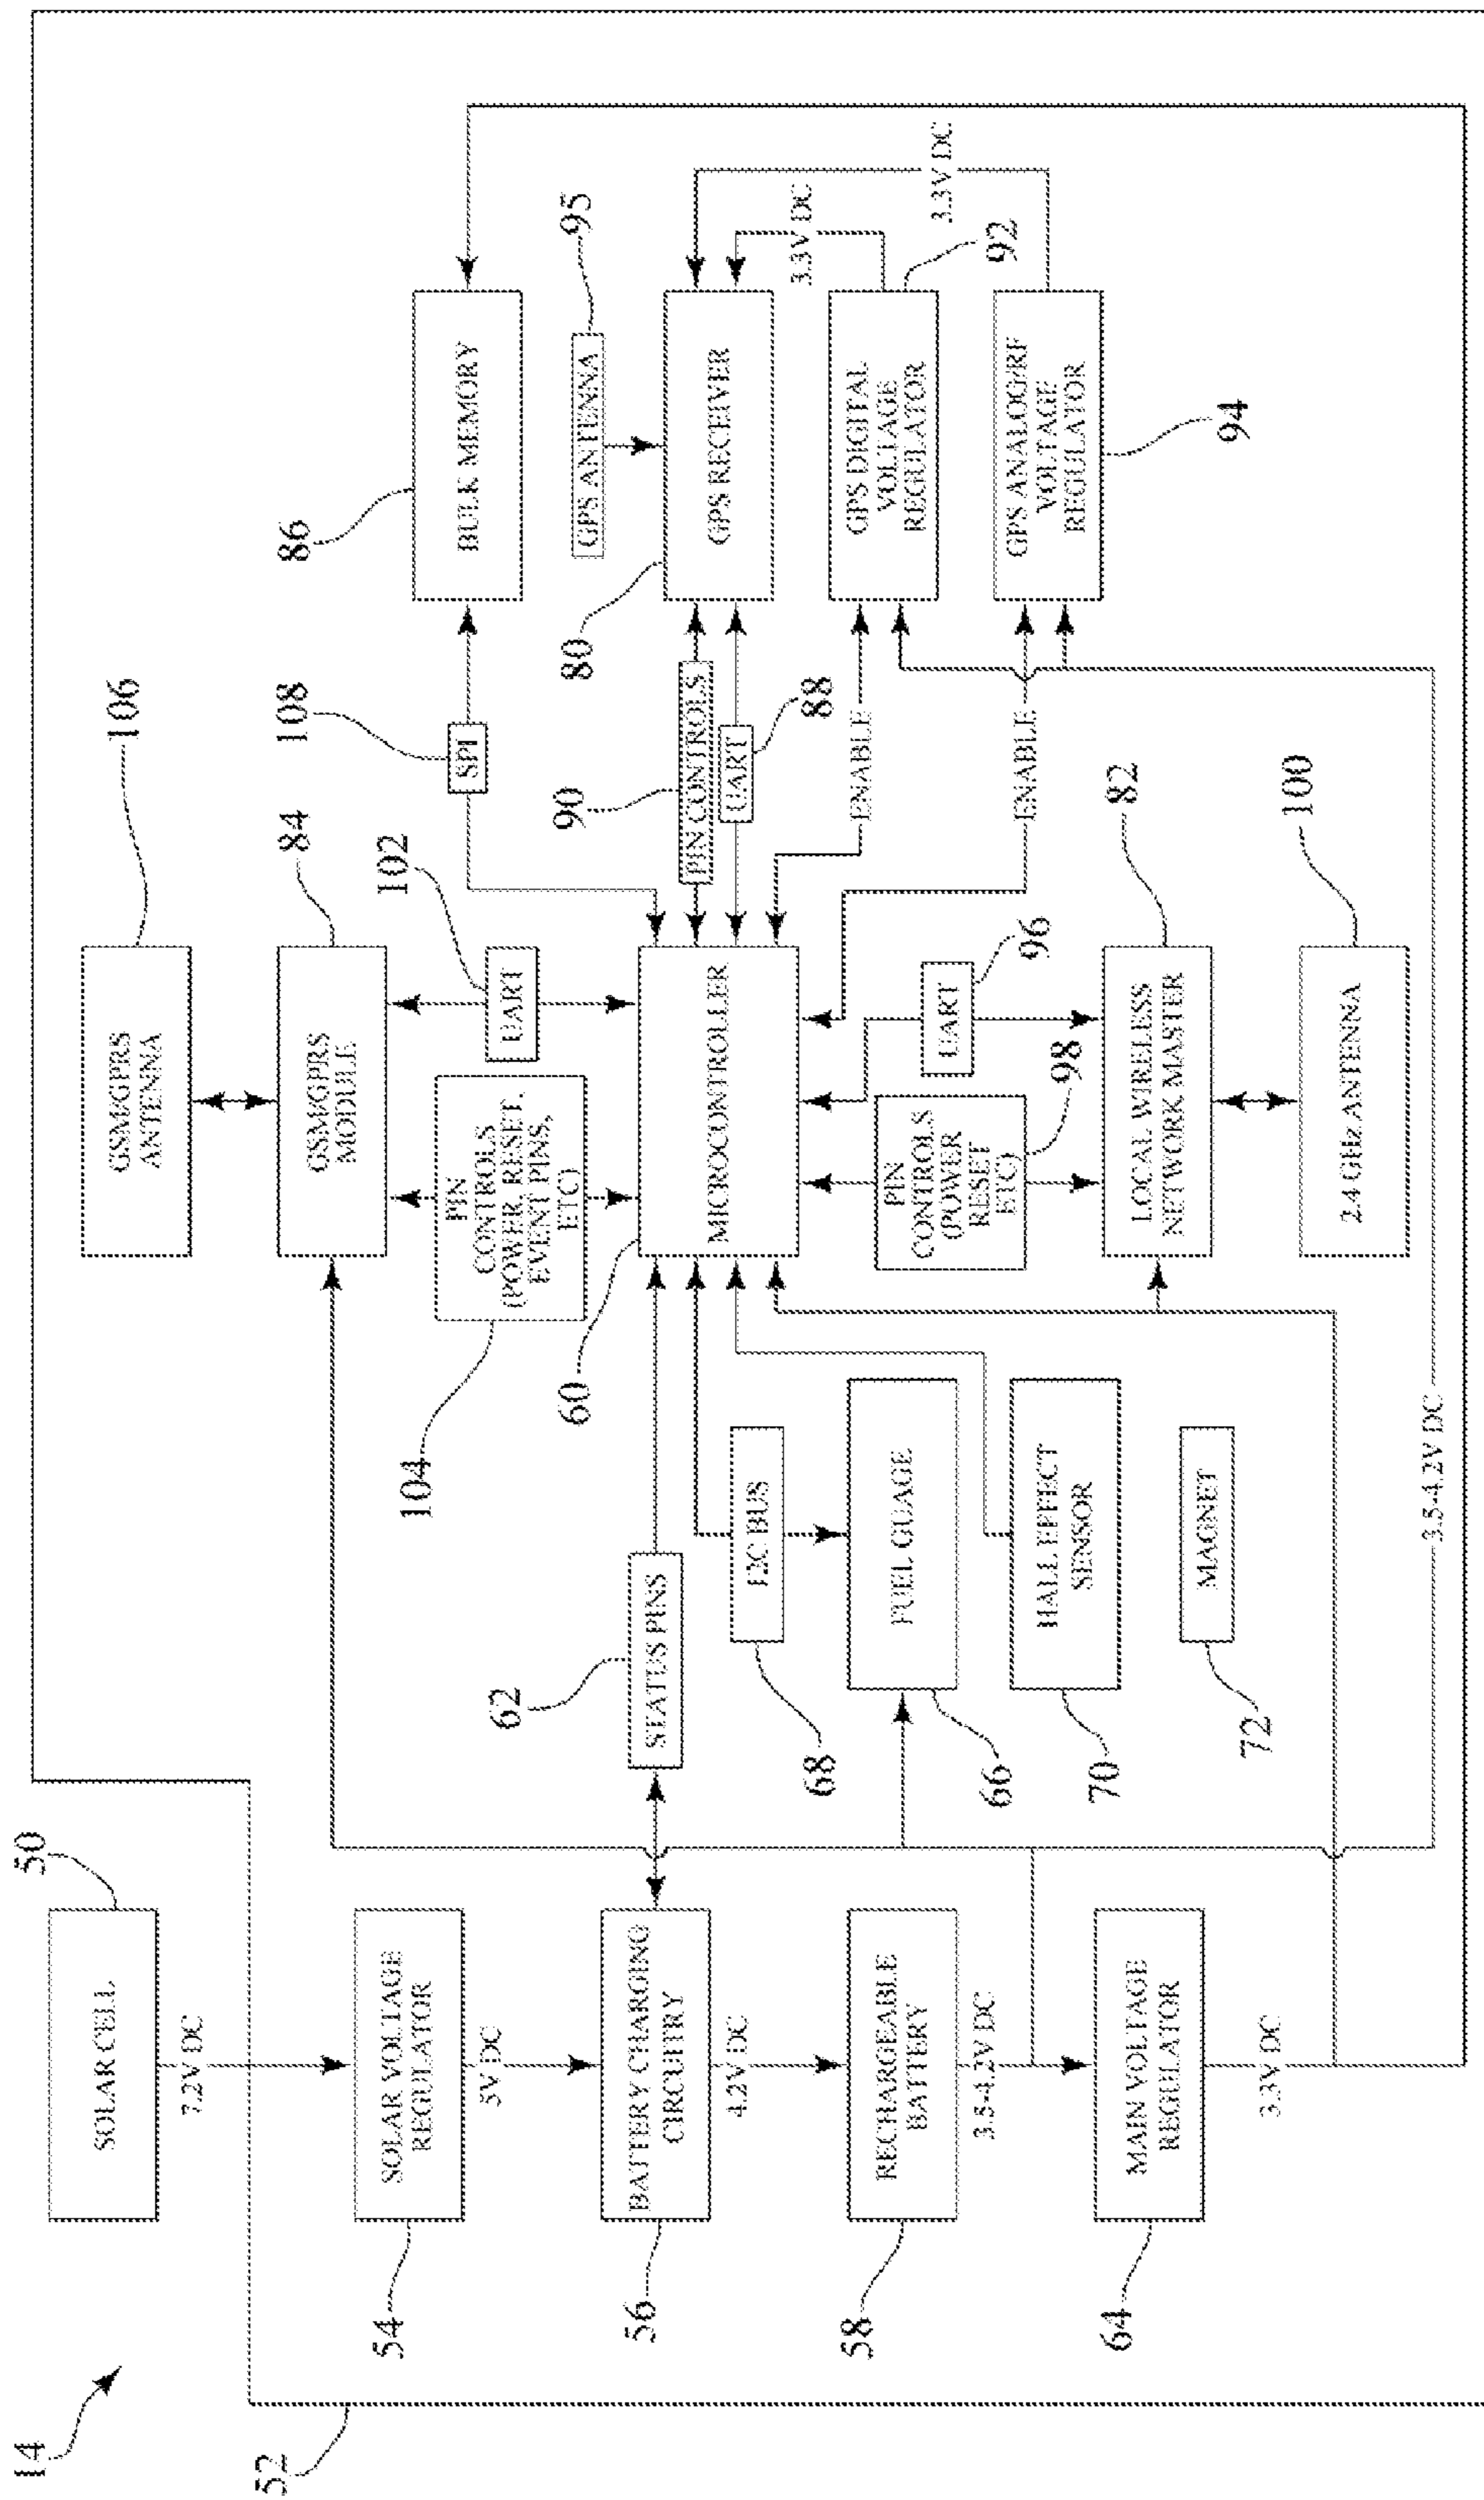 14
52
SOLAR CELL
50
7.2V DC
SOLAR VOLTAGE
REGULATOR
54
5V DC
BATTERY CHARGING
CIRCUITRY
56
4.2V DC
RECHARGEABLE
BATTERY
58
3.5-4.2V DC
MAIN VOLTAGE
REGULATOR
64
3.3V DC
STATUS PINS
62
I2C BUS
68
FUEL GUAGE
66
HALL EFFECT
SENSOR
70
MAGNET
72
3.5-4.2V DC
GSM/GPRS
ANTENNA
106
GSM/GPRS
MODULE
84
PIN
CONTROLS
(POWER, RESET,
EVENT PINS,
ETC)
104
UART
102
MICROCONTROLLER
60
PIN
CONTROLS
(POWER
RESET
ETC)
98
UART
96
LOCAL WIRELESS
NETWORK MASTER
82
2.4 GHz ANTENNA
100
SPI
108
PIN CONTROLS
90
UART
88
ENABLE
ENABLE
BULK MEMORY
86
GPS ANTENNA
95
GPS RECEIVER
80
GPS DIGITAL
VOLTAGE
REGULATOR
92
3.3V DC
GPS ANALOG/RF
VOLTAGE
REGULATOR
94
3.3V DC